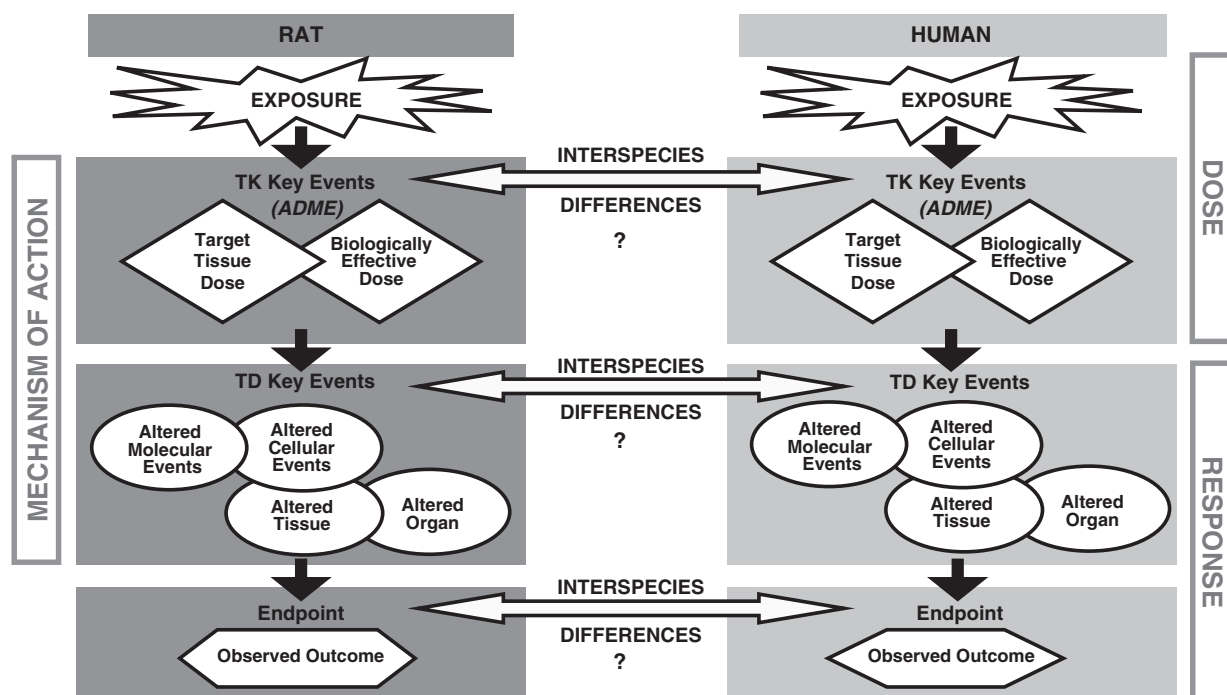 RAT
HUMAN
EXPOSURE
EXPOSURE
MECHANISM OF ACTION
DOSE
RESPONSE
TK Key Events
(ADME)
Target
Tissue
Dose
Biologically
Effective
Dose
INTERSPECIES
DIFFERENCES
?
TK Key Events
(ADME)
Target
Tissue
Dose
Biologically
Effective
Dose
TD Key Events
Altered
Molecular
Events
Altered
Cellular
Events
Altered
Tissue
Altered
Organ
INTERSPECIES
DIFFERENCES
?
TD Key Events
Altered
Molecular
Events
Altered
Cellular
Events
Altered
Tissue
Altered
Organ
Endpoint
Observed Outcome
INTERSPECIES
DIFFERENCES
?
Endpoint
Observed Outcome